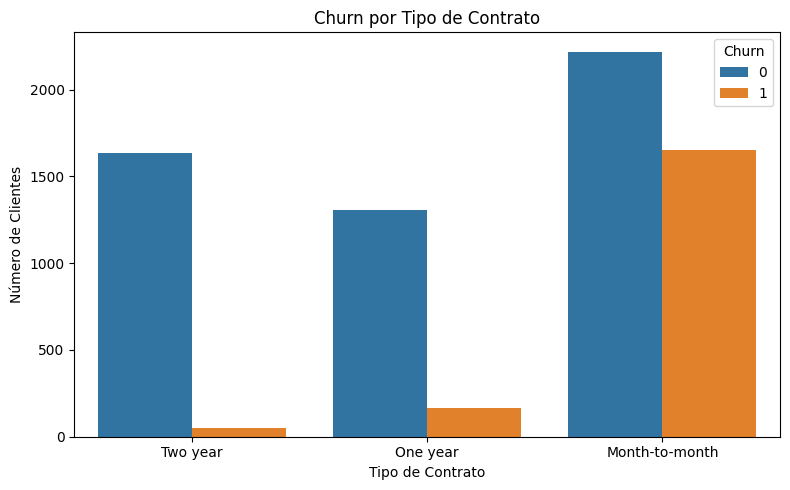 Churn por Tipo de Contrato
Churn
0
1
Número de Clientes
2000
1500
1000
500
0
Two year
One year
Month-to-month
Tipo de Contrato